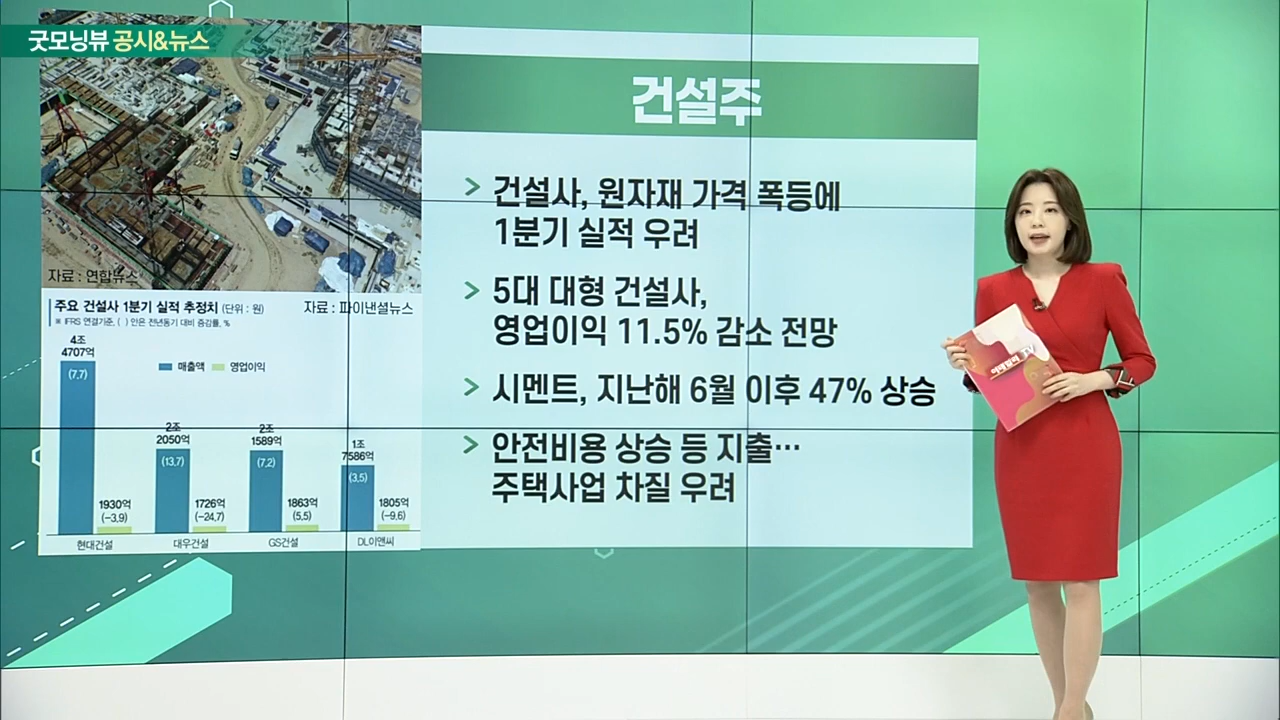 굿모닝뷰 공시&뉴스
건설주
> 건설사, 원자재 가격 폭등에
1분기 실적 우려
> 5대 대형 건설사,
영업이익 11.5% 감소 전망
> 시멘트, 지난해 6월 이후 47% 상승
> 안전비용 상승 등 지출…
주택사업 차질 우려
자료 : 연합뉴스
주요 건설사 1분기 실적 추정치 (단위 : 원)
자료 : 파이낸셜뉴스
※ IFRS 연결기준, ( ) 안은 전년동기 대비 증감률, %
매출액 영업이익
4조
4707억
(7.7)
1930억
(-3.9)
현대건설
2조
2050억
(13.7)
1726억
(-24.7)
대우건설
2조
1589억
(7.2)
1863억
(5.5)
GS건설
1조
7586억
(3.5)
1805억
(-9.6)
DL이앤씨
TV